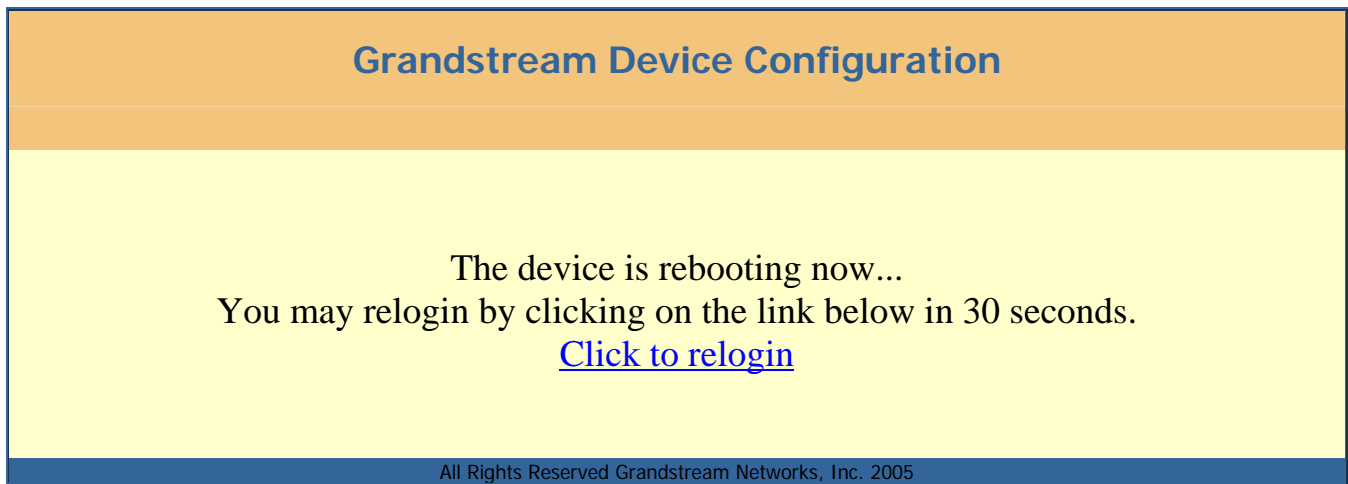 Grandstream Device Configuration
The device is rebooting now...
You may relogin by clicking on the link below in 30 seconds.
Click to relogin
All Rights Reserved Grandstream Networks, Inc. 2005